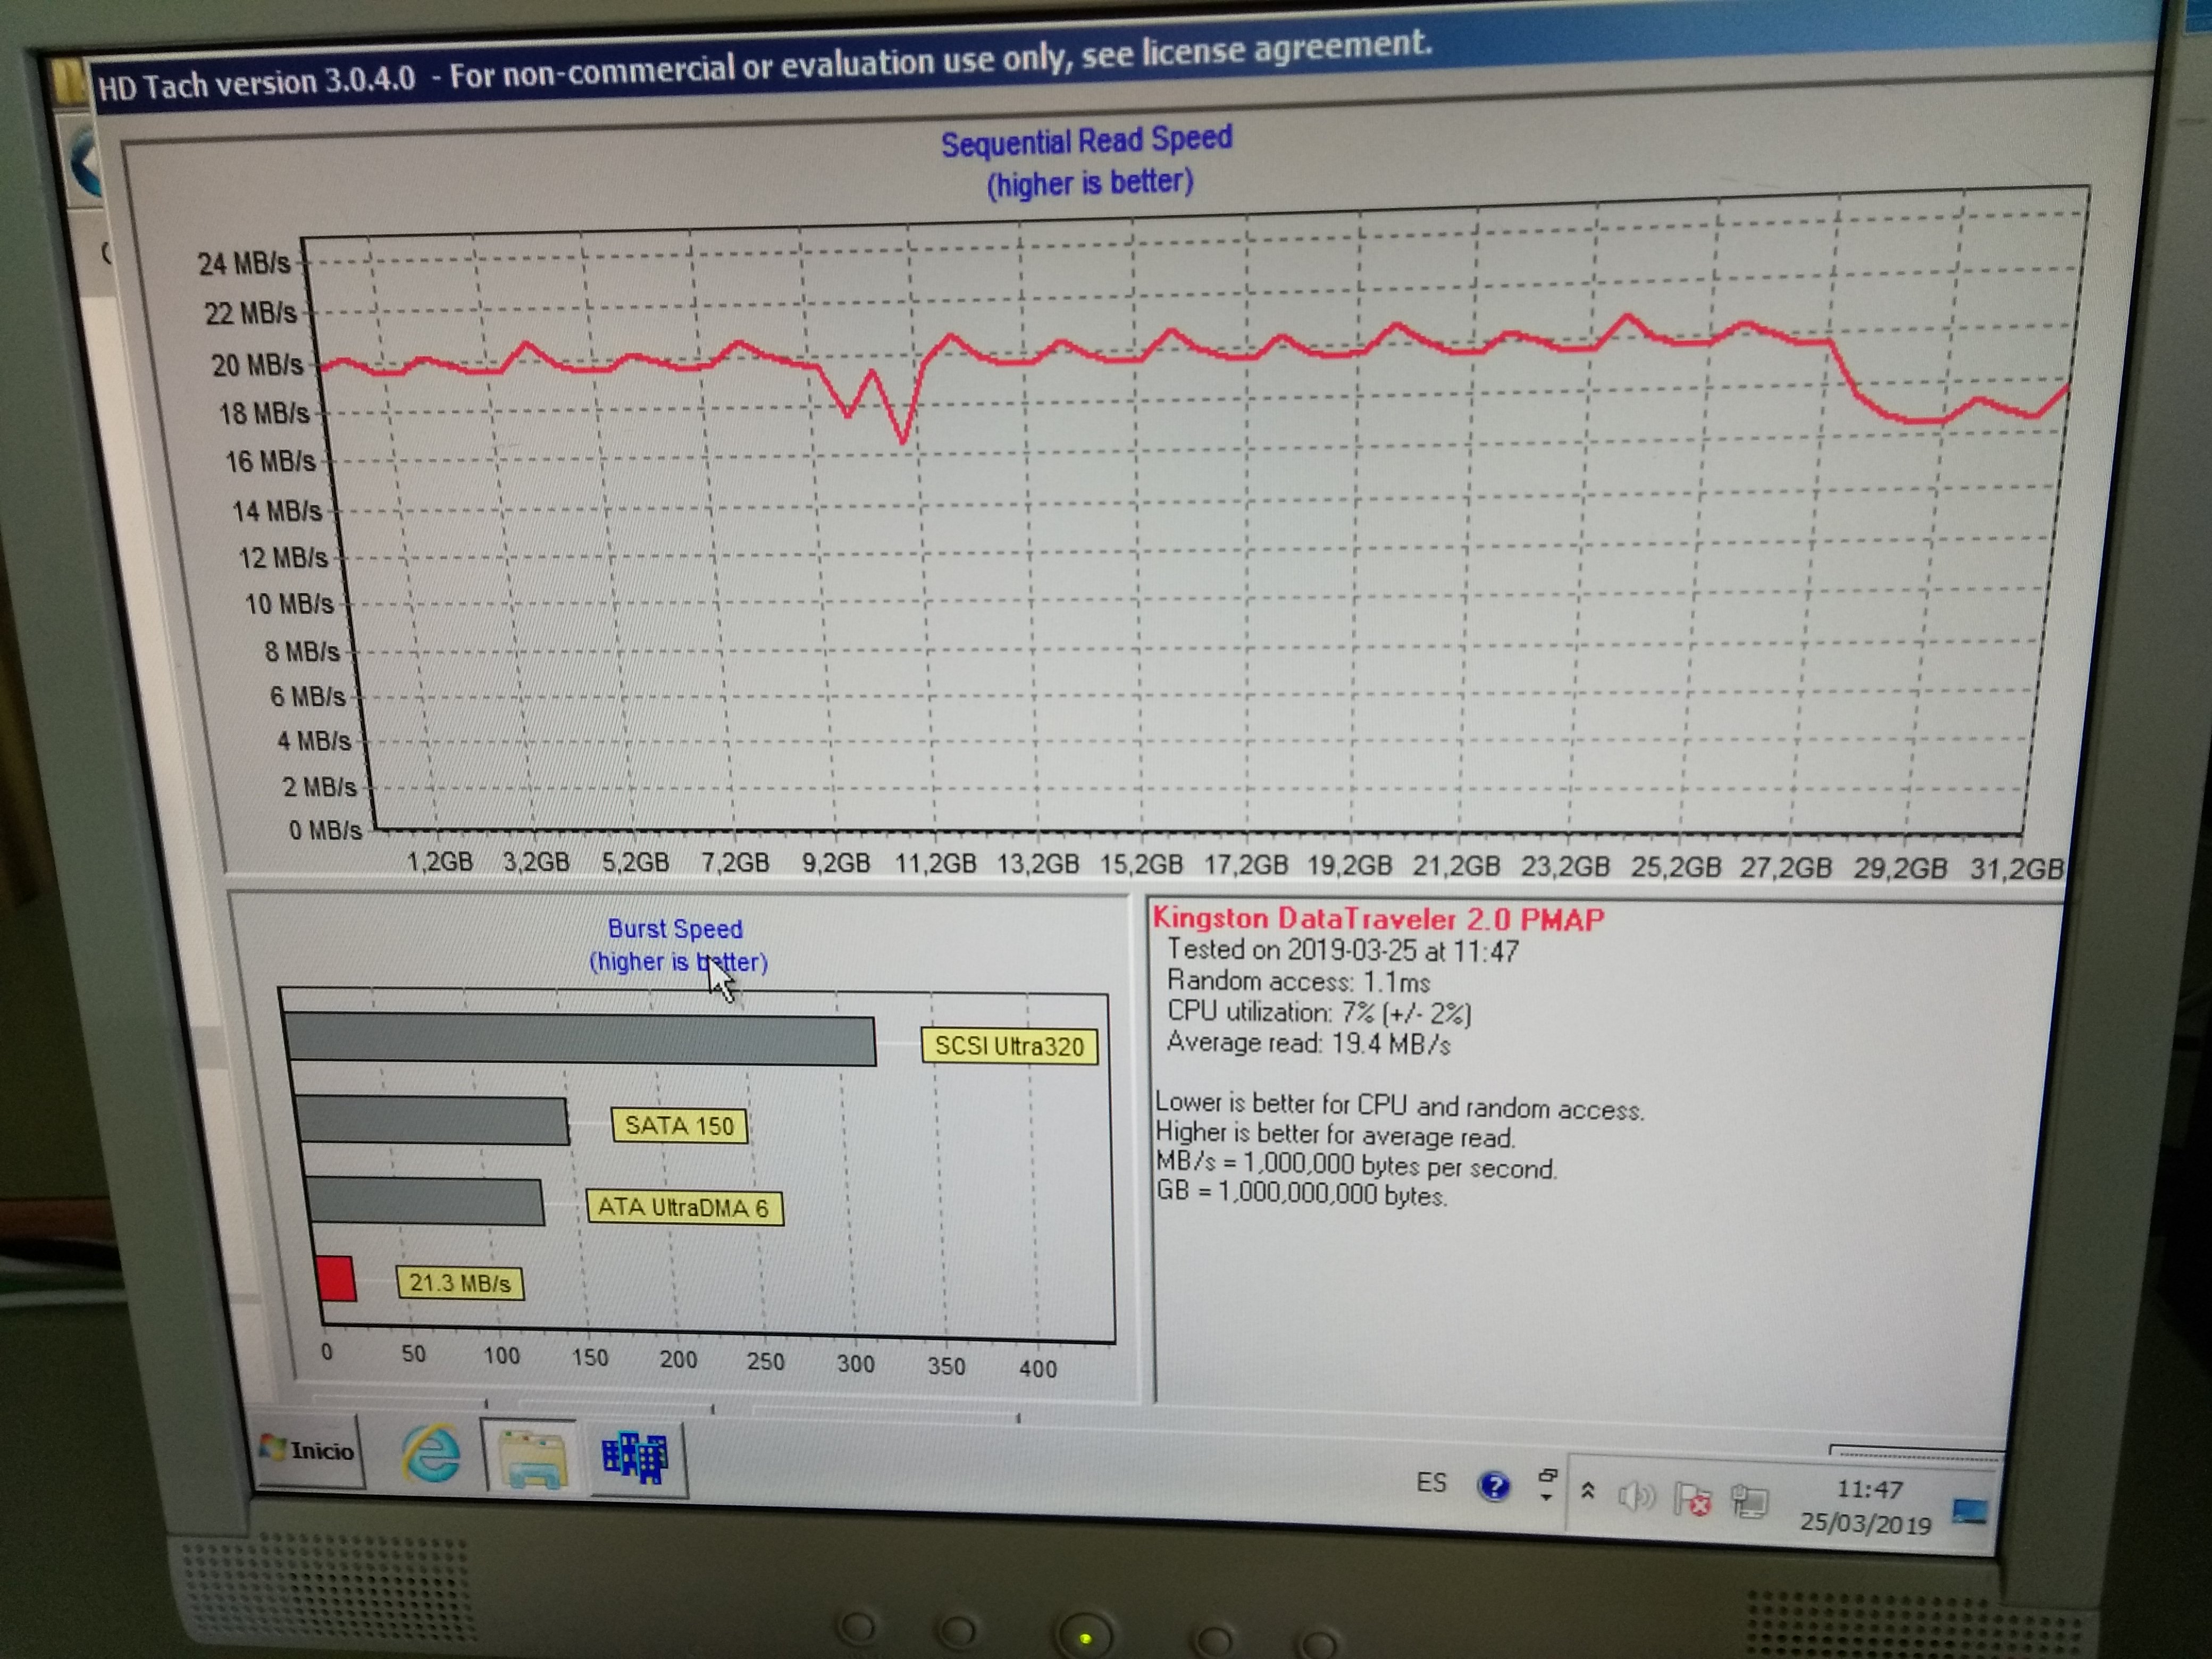 HD Tach version 3.0.4.0 - For non-commercial or evaluation use only, see license agreement.
Sequential Read Speed
(higher is better)
24 MB/s
22 MB/s
20 MB/s
18 MB/s
16 MB/s
14 MB/s
12 MB/s
10 MB/s
8 MB/s
6 MB/s
4 MB/s
2 MB/s
0 MB/s
1,2GB 3,2GB 5,2GB 7,2GB 9,2GB 11,2GB 13,2GB 15,2GB 17,2GB 19,2GB 21,2GB 23,2GB 25,2GB 27,2GB 29,2GB 31,2GB
Burst Speed
(higher is better)
SCSI Ultra320
SATA 150
ATA UltraDMA 6
21.3 MB/s
0 50 100 150 200 250 300 350 400
Kingston DataTraveler 2.0 PMAP
Tested on 2019-03-25 at 11:47
Random access: 1.1ms
CPU utilization: 7% (+/- 2%)
Average read: 19.4 MB/s
Lower is better for CPU and random access.
Higher is better for average read.
MB/s = 1,000,000 bytes per second.
GB = 1,000,000,000 bytes.
Inicio
ES
11:47
25/03/2019